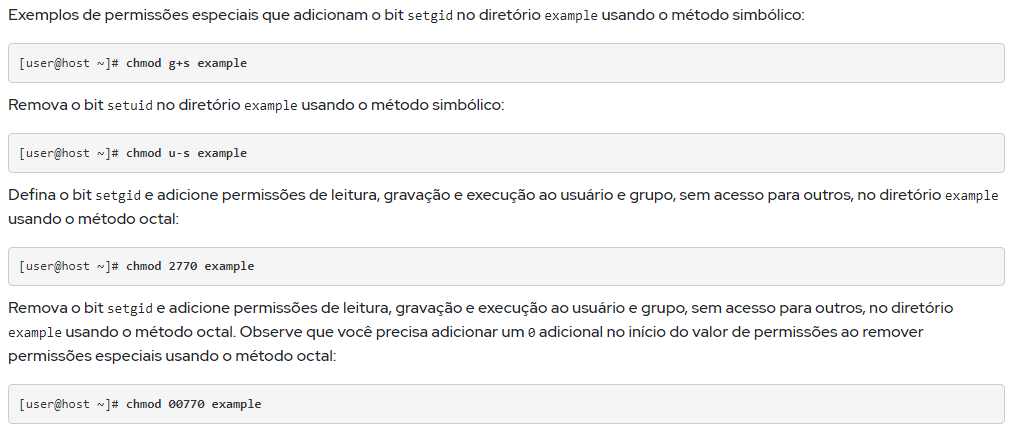 Exemplos de permissões especiais que adicionam o bit setgid no diretório example usando o método simbólico:
[user@host ~]# chmod g+s example
Remova o bit setuid no diretório example usando o método simbólico:
[user@host ~]# chmod u-s example
Defina o bit setgid e adicione permissões de leitura, gravação e execução ao usuário e grupo, sem acesso para outros, no diretório example
usando o método octal:
[user@host ~]# chmod 2770 example
Remova o bit setgid e adicione permissões de leitura, gravação e execução ao usuário e grupo, sem acesso para outros, no diretório
example usando o método octal. Observe que você precisa adicionar um 0 adicional no início do valor de permissões ao remover
permissões especiais usando o método octal:
[user@host ~]# chmod 00770 example